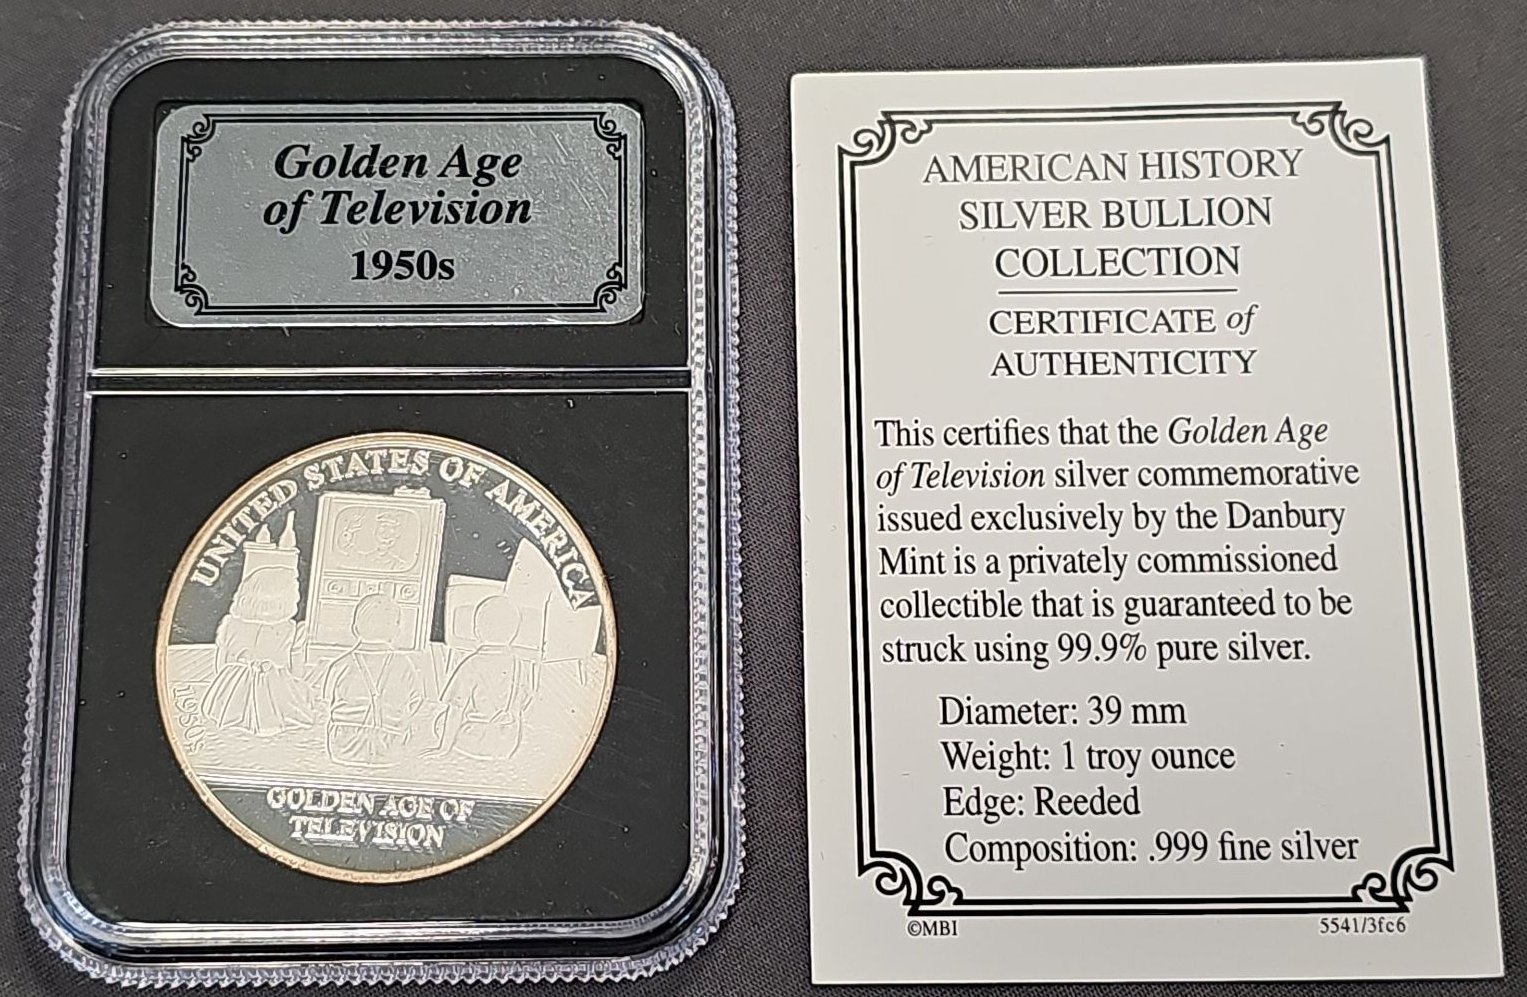 Golden Age
of Television
1950s
UNITED STATES OF AMERICA
1950s
GOLDEN AGE OF
TELEVISION
AMERICAN HISTORY
SILVER BULLION
COLLECTION
CERTIFICATE of
AUTHENTICITY
This certifies that the Golden Age
of Television silver commemorative
issued exclusively by the Danbury
Mint is a privately commissioned
collectible that is guaranteed to be
struck using 99.9% pure silver.
Diameter: 39 mm
Weight: 1 troy ounce
Edge: Reeded
Composition: .999 fine silver
©MBI
5541/3fc6